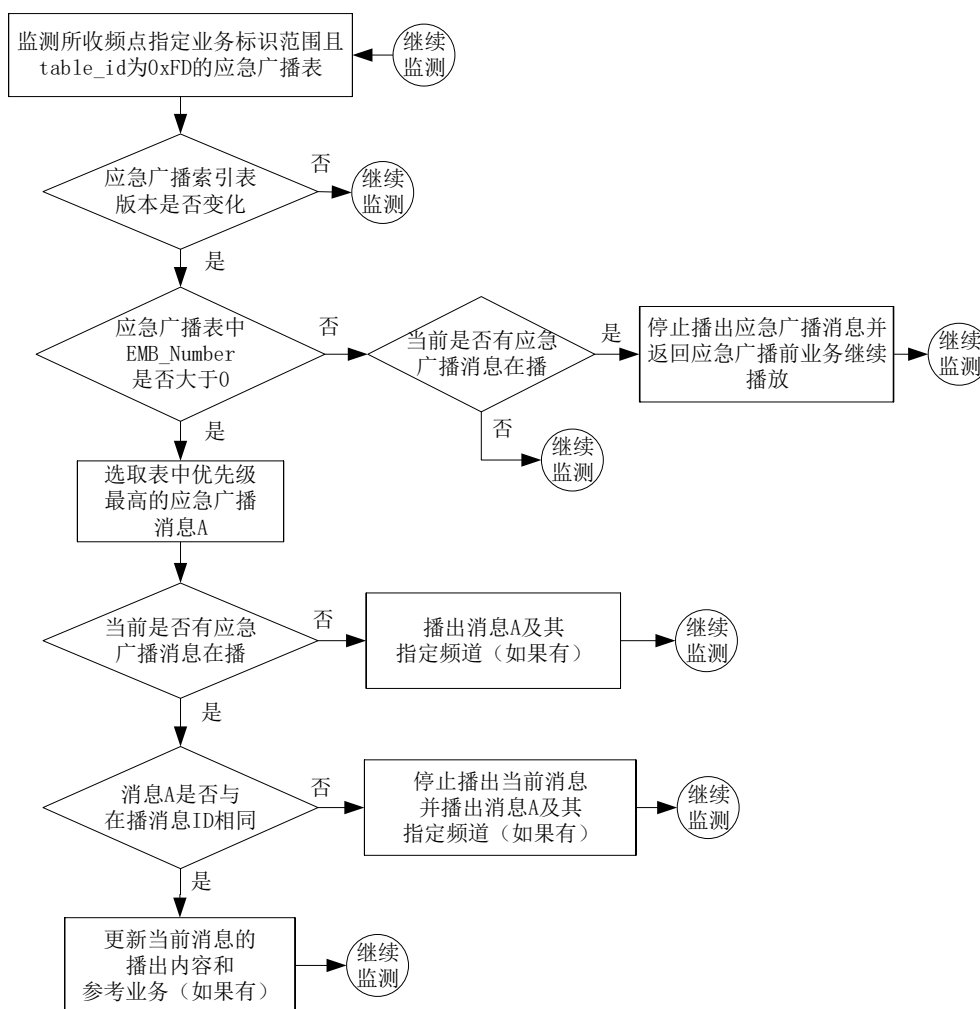 监测所收频点指定业务标识范围且
table_id为0xFD的应急广播表
继续
监测
应急广播索引表
版本是否变化
否
继续
监测
是
应急广播表中
EMB_Number
是否大于0
否
当前是否有应急
广播消息在播
是
停止播出应急广播消息并
返回应急广播前业务继续
播放
继续
监测
否
继续
监测
是
选取表中优先级
最高的应急广播
消息A
当前是否有应急
广播消息在播
否
播出消息A及其
指定频道（如果有）
继续
监测
是
消息A是否与
在播消息ID相同
否
停止播出当前消息
并播出消息A及其
指定频道（如果有）
继续
监测
是
更新当前消息的
播出内容和
参考业务（如果有）
继续
监测